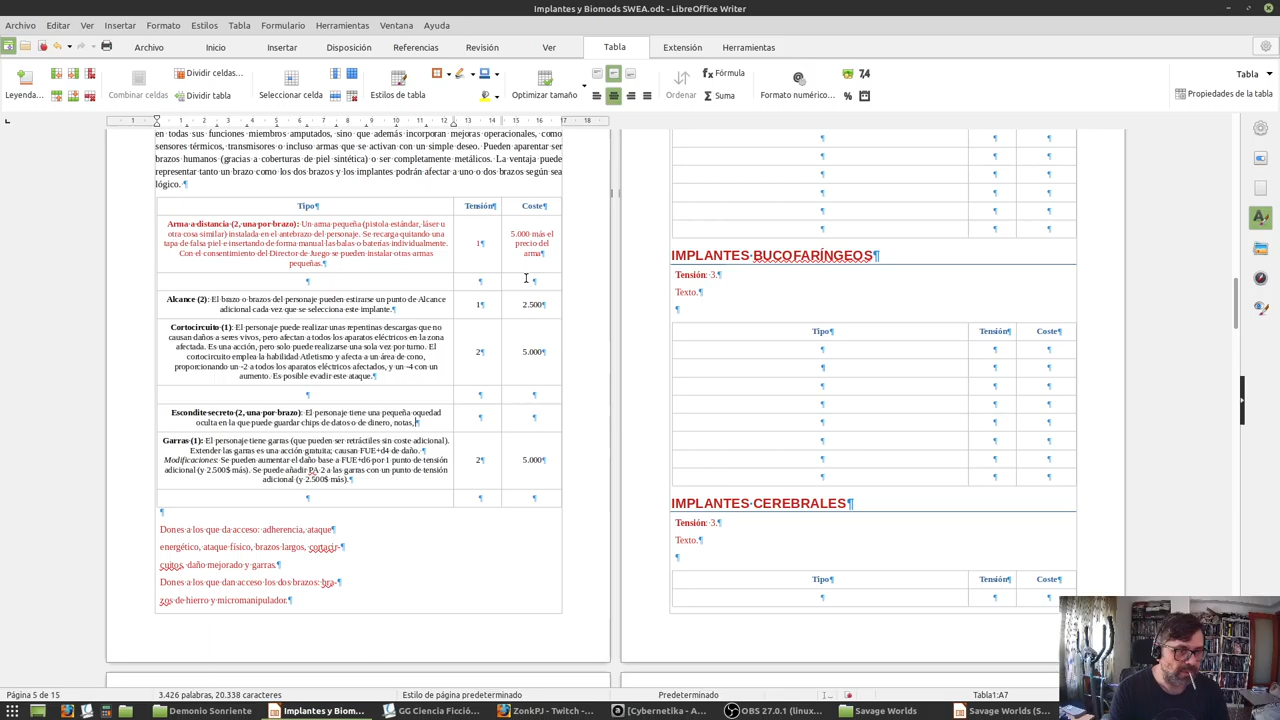 Implantes y Biomods SWEA.odt - LibreOffice Writer
Archivo Editar Ver Insertar Formato Estilos Tabla Formulario Herramientas Ventana Ayuda
Archivo Inicio Insertar Disposición Referencias Revisión Ver Tabla Extensión Herramientas
Leyenda...
Combinar celdas
Dividir celdas...
Dividir tabla
Seleccionar celda
Estilos de tabla
Optimizar tamaño
Ordenar
Fórmula
Suma
Formato numérico...
Tabla
Propiedades de la tabla
en todas sus funciones miembros amputados, sino que además incorporan mejoras operacionales, como
sensores térmicos, transmisores o incluso armas que se activan con un simple deseo. Pueden aparentar ser
brazos humanos (gracias a coberturas de piel sintética) o ser completamente metálicos. La ventaja puede
representar tanto un brazo como los dos brazos y los implantes podrán afectar a uno o dos brazos según sea
lógico.¶
Tipo¶ Tensión¶ Coste¶
Arma a distancia (2, una por brazo): Un arma pequeña (pistola estándar, láser u
otra cosa similar) instalada en el antebrazo del personaje. Se recarga quitando una
tapa de falsa piel e insertando de forma manual las balas o baterías individualmente.
Con el consentimiento del Director de Juego se pueden instalar otras armas
pequeñas.¶
1¶
5.000 más el
precio del
arma¶
Alcance (2): El brazo o brazos del personaje pueden estirarse un punto de Alcance
adicional cada vez que se selecciona este implante.¶
1¶
2.500¶
Cortocircuito (1): El personaje puede realizar unas repentinas descargas que no
causan daños a seres vivos, pero afectan a todos los aparatos eléctricos en la zona
afectada. Es una acción, pero solo puede realizarse una sola vez por turno. El
cortocircuito emplea la habilidad Atletismo y afecta a un área de cono,
proporcionando un -2 a todos los aparatos eléctricos afectados, y un -4 con un
aumento. Es posible evadir este ataque.¶
2¶
5.000¶
Escondite secreto (2, una por brazo): El personaje tiene una pequeña oquedad
oculta en la que puede guardar chips de datos o de dinero, notas,¶
Garras (1): El personaje tiene garras (que pueden ser retráctiles sin coste adicional).
Extender las garras es una acción gratuita; causan FUE+d4 de daño. ¶
Modificaciones: Se pueden aumentar el daño base a FUE+d6 por 1 punto de tensión
adicional (y 2.500$ más). Se puede añadir PA 2 a las garras con un punto de tensión
adicional (y 2.500$ más).¶
2¶
5.000¶
Dones a los que da acceso: adherencia, ataque¶
energético, ataque físico, brazos largos, cortacir-¶
cuitos, daño mejorado y garras.¶
Dones a los que dan acceso los dos brazos: bra-¶
zos de hierro y micromanipulador.¶
IMPLANTES BUCOFARÍNGEOS¶
Tensión: 3.¶
Texto.¶
Tipo¶ Tensión¶ Coste¶
IMPLANTES CEREBRALES¶
Tensión: 3.¶
Texto.¶
Tipo¶ Tensión¶ Coste¶
Página 5 de 15 3.426 palabras, 20.338 caracteres Estilo de página predeterminado Predeterminado Tabla1:A7
Demonio Sonriente Implantes y Biomo... GG Ciencia Ficció... ZonkPJ - Twitch - ... [Cybernetika - A... OBS 27.0.1 (linux... Savage Worlds Savage Worlds (S...